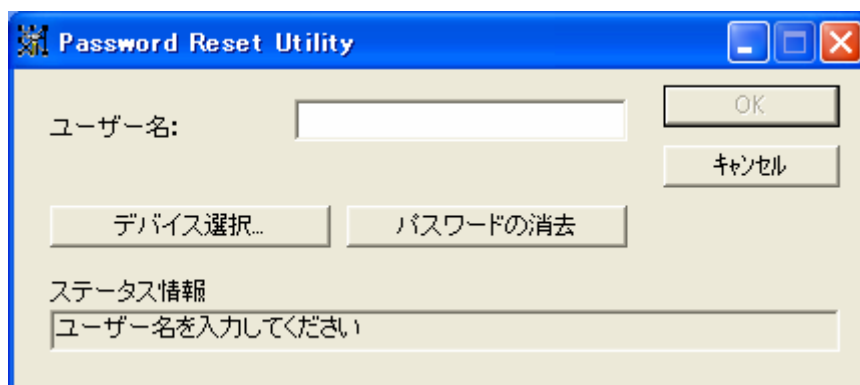 Password Reset Utility
ユーザー名:
OK
キャンセル
デバイス選択...
パスワードの消去
ステータス情報
ユーザー名を入力してください